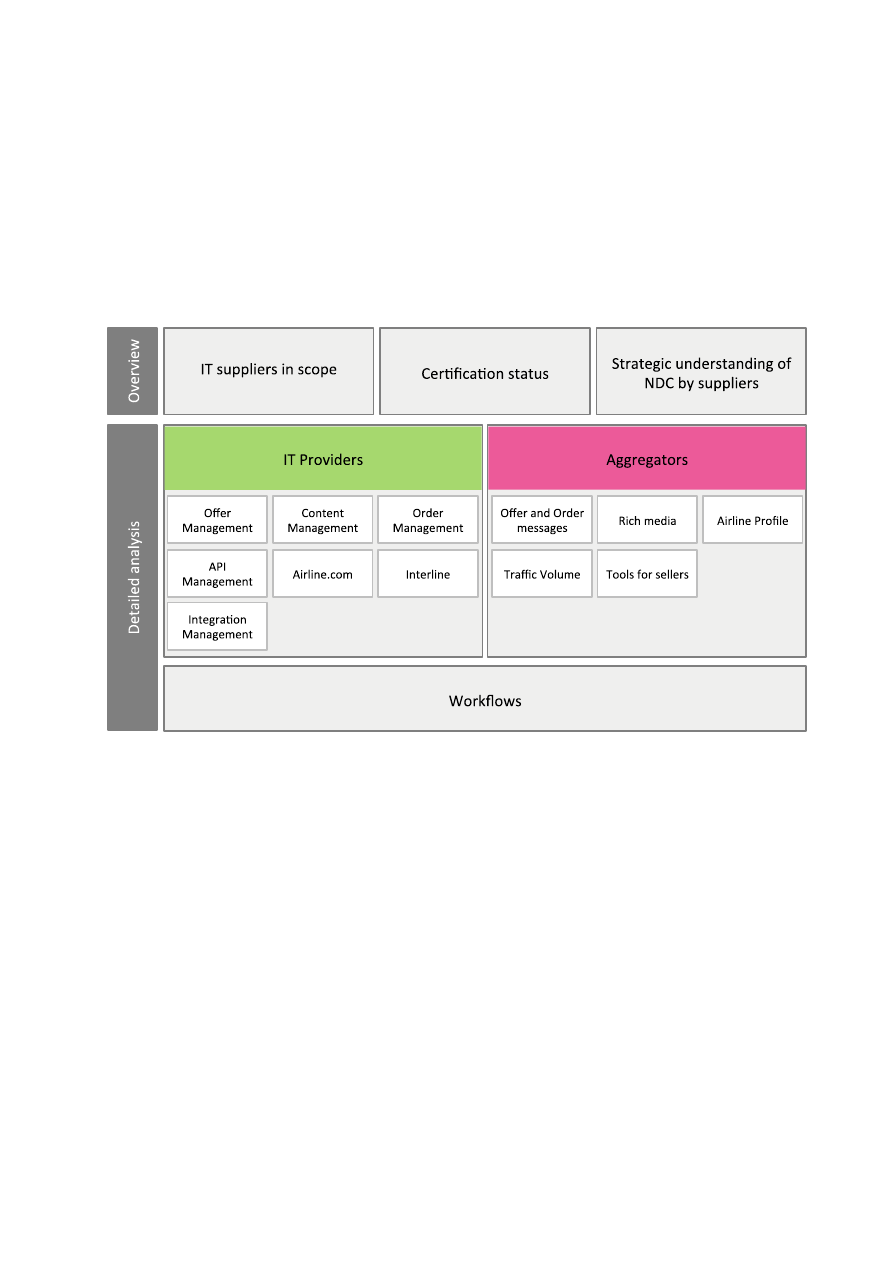 Overview
IT suppliers in scope
Certification status
Strategic understanding of
NDC by suppliers
Detailed analysis
IT Providers
Offer
Management
Content
Management
Order
Management
API
Management
Airline.com
Interline
Integration
Management
Aggregators
Offer and Order
messages
Rich media
Airline Profile
Traffic Volume
Tools for sellers
Workflows